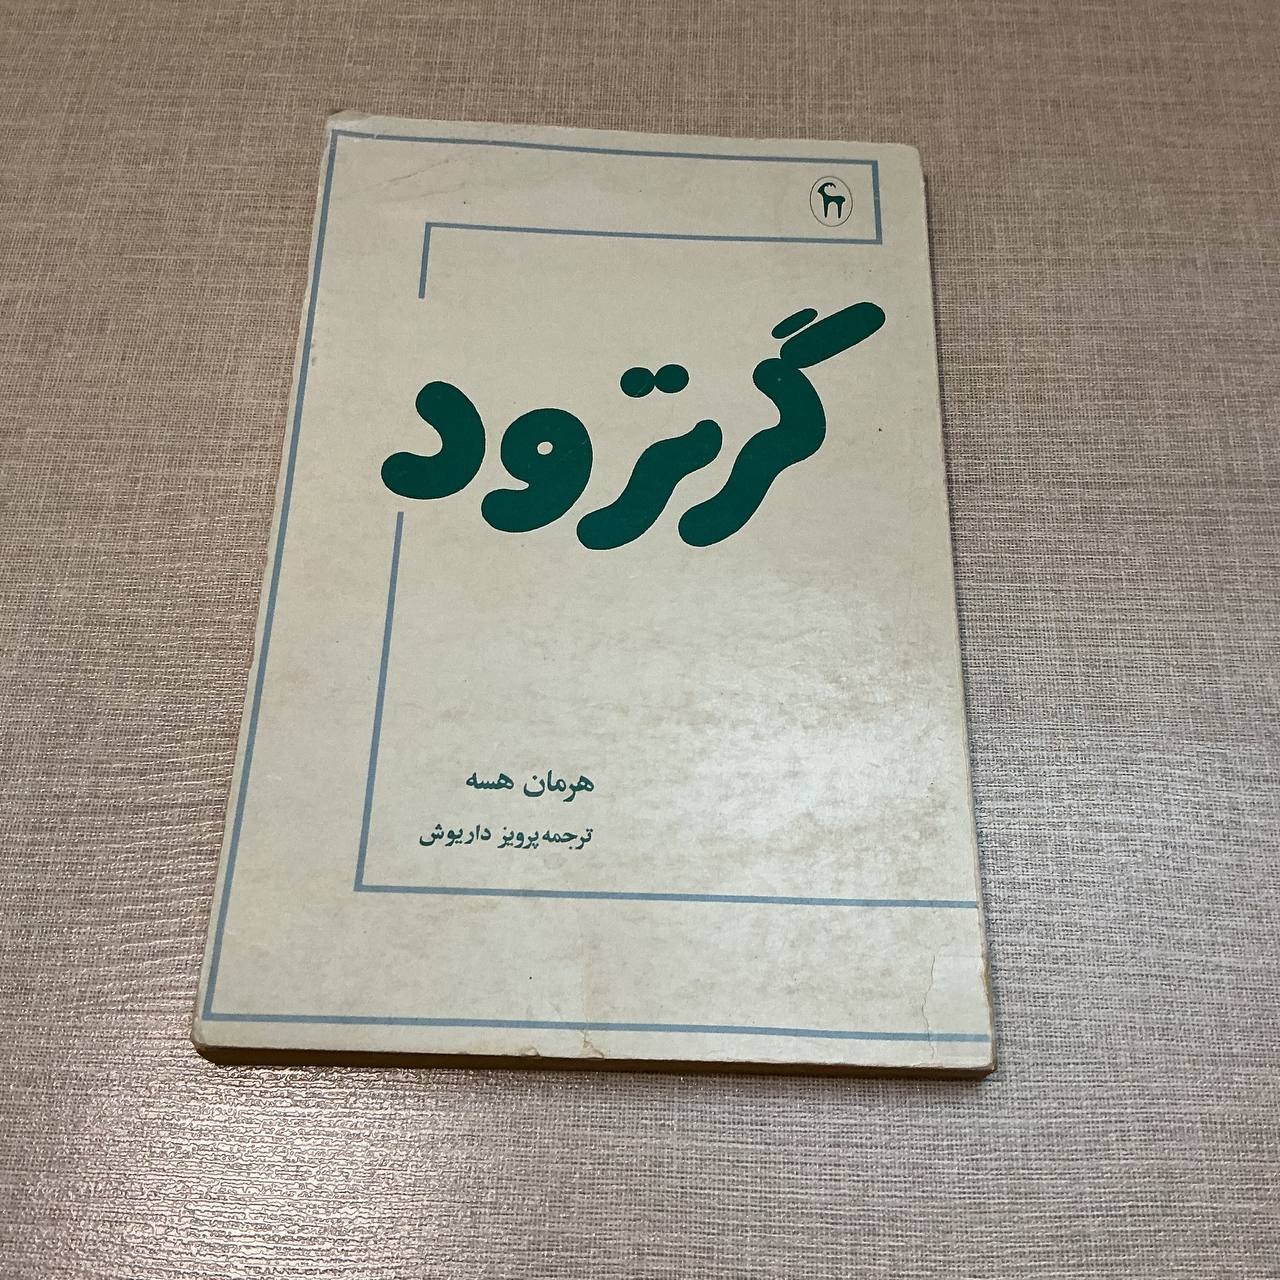 گرترود
هرمان هسه
ترجمه پرویز داریوش